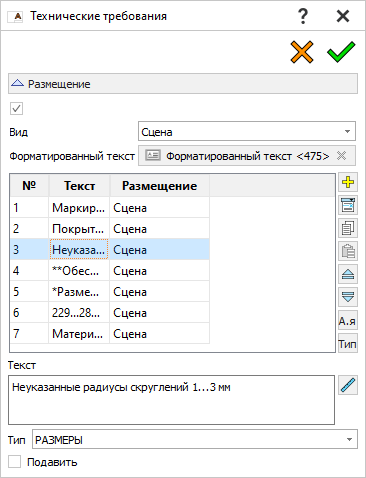 Технические требования
Размещение
Вид Сцена
Форматированный текст Форматированный текст <475>
№ Текст Размещение
1 Маркир... Сцена
2 Покрыт... Сцена
3 Неуказа... Сцена
4 **Обес... Сцена
5 *Разме... Сцена
6 229...28... Сцена
7 Матери... Сцена
А.я
Тип
Текст
Неуказанные радиусы скруглений 1...3 мм
Тип РАЗМЕРЫ
Подавить